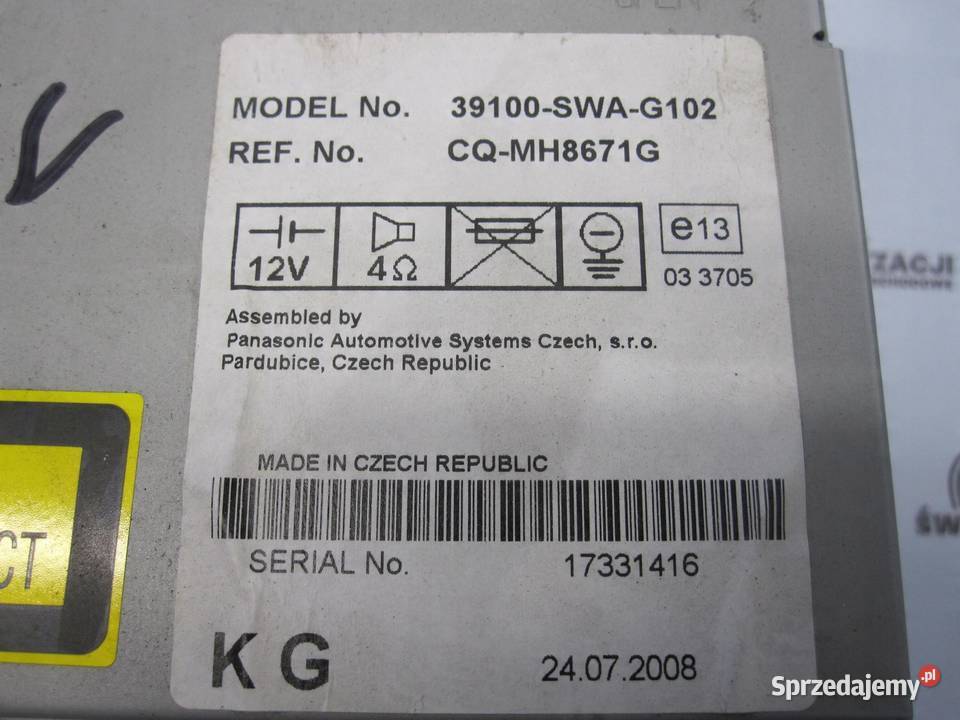 MODEL No. 39100-SWA-G102
REF. No. CQ-MH8671G
12V 4Ω e13
03 3705
Assembled by
Panasonic Automotive Systems Czech, s.r.o.
Pardubice, Czech Republic
MADE IN CZECH REPUBLIC
SERIAL No. 17331416
KG 24.07.2008
Sprzedajemy.pl